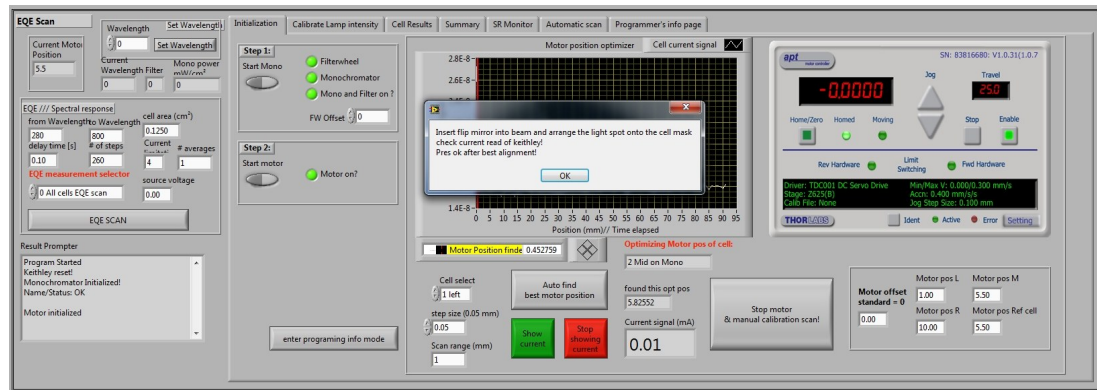 EQE Scan
Current Motor
Position
5.5
Wavelength
Set Wavelength
0
Set Wavelength
Current
Wavelength Filter
Mono power
mW/cm²
0
0
0
EQE /// Spectral response
from Wavelength
to Wavelength
cell area (cm²)
280
800
0.1250
delay time [s]
# of steps
Current
# averages
0.10
260
4
1
EQE measurement selector
source voltage
0 All cells EQE scan
0.00
EQE SCAN
Result Prompter
Program Started
Keithley reset!
Monochromator Initialized!
Name/Status: OK
Motor initialized
Initialization
Calibrate Lamp intensity
Cell Results
Summary
SR Monitor
Automatic scan
Programmer's info page
Step 1:
Start Mono
Filterwheel
Monochromator
Mono and Filter on ?
FW Offset
0
Step 2:
Start motor
Motor on?
enter programing info mode
Motor position optimizer
Cell current signal
2.8E-8
2.6E-8
Insert flip mirror into beam and arrange the light spot onto the cell mask
check current read of keithley!
Pres ok after best alignment!
OK
1.4E-8
0 5 10 15 20 25 30 35 40 45 50 55 60 65 70 75 80 85 90 95
Position (mm)// Time elapsed
Motor Position finde
0.452759
Optimizing Motor pos of cell:
2 Mid on Mono
Cell select
1 left
Auto find
best motor position
found this opt pos
5.82552
step size (0.05 mm)
0.05
Scan range (mm)
1
Show
current
Stop
showing
current
Current signal (mA)
0.01
Stop motor
& manual calibration scan!
apt
SN: 83816680: V1.0.31(1.0.7
-0.0000
Jog
Travel
25.0
Home/Zero
Homed
Moving
Stop
Enable
Rev Hardware
Limit
Switching
Fwd Hardware
Driver: TDC001 DC Servo Drive
Stage: Z625(B)
Calib File: None
Min/Max V: 0.000/0.300 mm/s
Accn: 0.400 mm/s/s
Jog Step Size: 0.100 mm
THORLABS
Ident
Active
Error
Setting
Motor offset
standard = 0
0.00
Motor pos L
Motor pos M
1.00
5.50
Motor pos R
Motor pos Ref cell
10.00
5.50